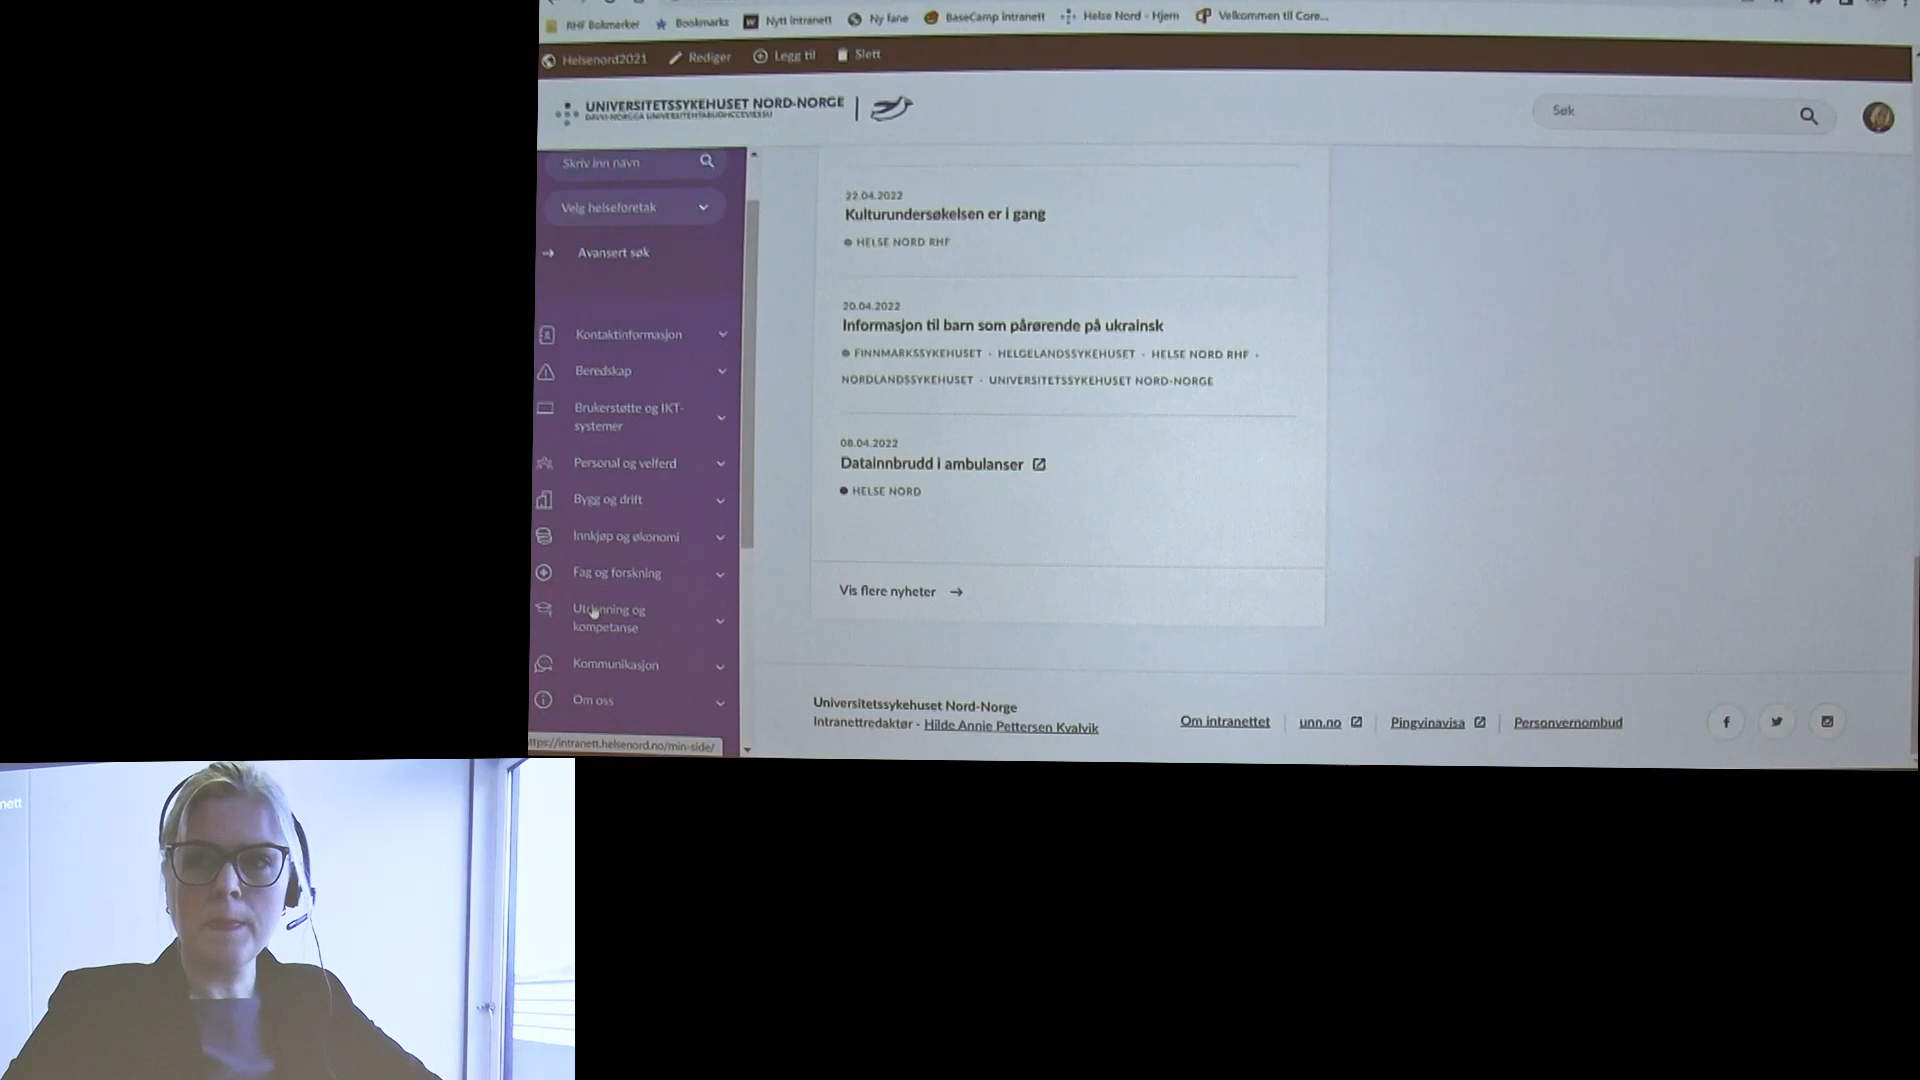 RHF Bokmerker
Bookmarks
Nytt intranett
Ny fane
BaseCamp Intranett
Helse Nord - Hjem
Velkommen til Core...
Helsenord2021
Rediger
Legg til
Slett
UNIVERSITETSSYKEHUSET NORD-NORGE
Søk
Skriv inn navn
Velg helseforetak
Avansert søk
Kontaktinformasjon
Beredskap
Brukerstøtte og IKT-
systemer
Personal og velferd
Bygg og drift
Innkjøp og økonomi
Fag og forskning
Utdanning og
kompetanse
Kommunikasjon
Om oss
22.04.2022
Kulturundersøkelsen er i gang
HELSE NORD RHF
20.04.2022
Informasjon til barn som pårørende på ukrainsk
FINNMARKSSYKEHUSET · HELGELANDSSYKEHUSET · HELSE NORD RHF ·
NORDLANDSSYKEHUSET · UNIVERSITETSSYKEHUSET NORD-NORGE
08.04.2022
Datainnbrudd i ambulanser
HELSE NORD
Vis flere nyheter
Universitetssykehuset Nord-Norge
Intranettredaktør - Hilde Annie Pettersen Kvalvik
Om intranettet
unn.no
Pingvinavisa
Personvernombud
ttps://intranett.helsenord.no/min-side/
nett